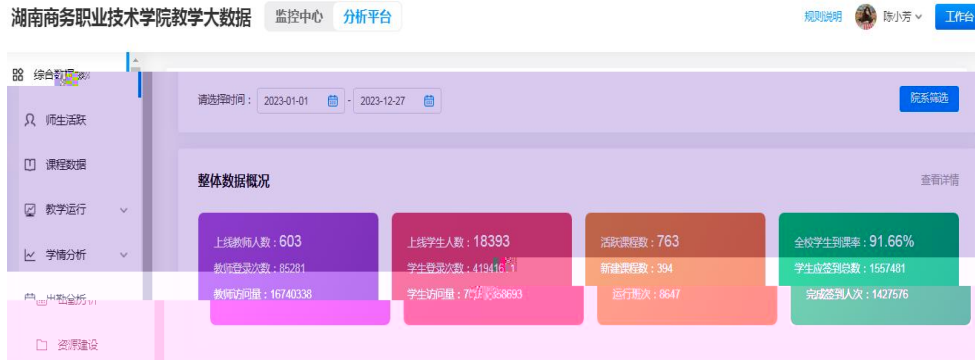 湖南商务职业技术学院教学大数据 监控中心 分析平台 规则说明 陈小芳 工作台
综合数据
请选择时间： 2023-01-01 - 2023-12-27 院系筛选
师生活跃
课程数据
整体数据概况 查看详情
教学运行
上线教师人数：603 上线学生人数：18393 活跃课程数：763 全校学生到课率：91.66%
学情分析
教师登录次数：85281 学生登录次数： 新建课程数：394 学生应签到总数：1557481
教师访问量：16740338 学生访问量： 运行班次：8647 完成签到人次：1427576
出勤分析
资源建设